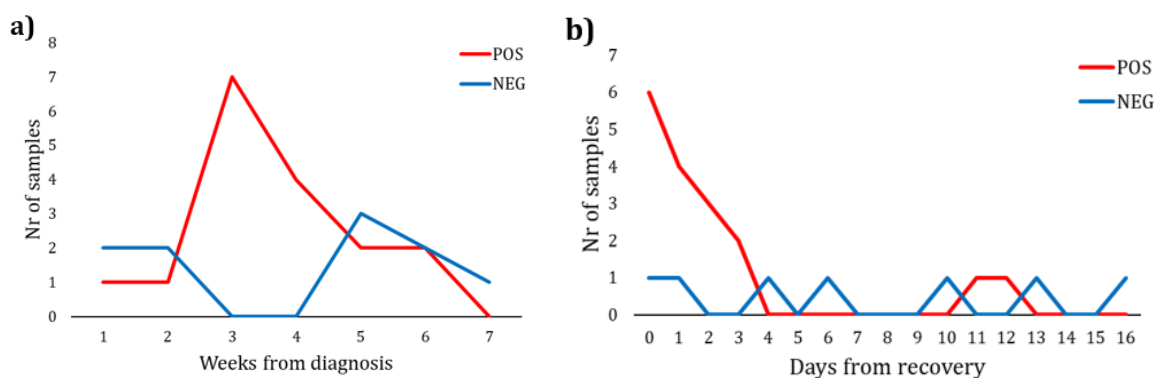 a)
8
7
6
5
4
3
2
1
0
Nr of samples
POS
NEG
1 2 3 4 5 6 7
Weeks from diagnosis
b)
7
6
5
4
3
2
1
0
Nr of samples
POS
NEG
0 1 2 3 4 5 6 7 8 9 10 11 12 13 14 15 16
Days from recovery